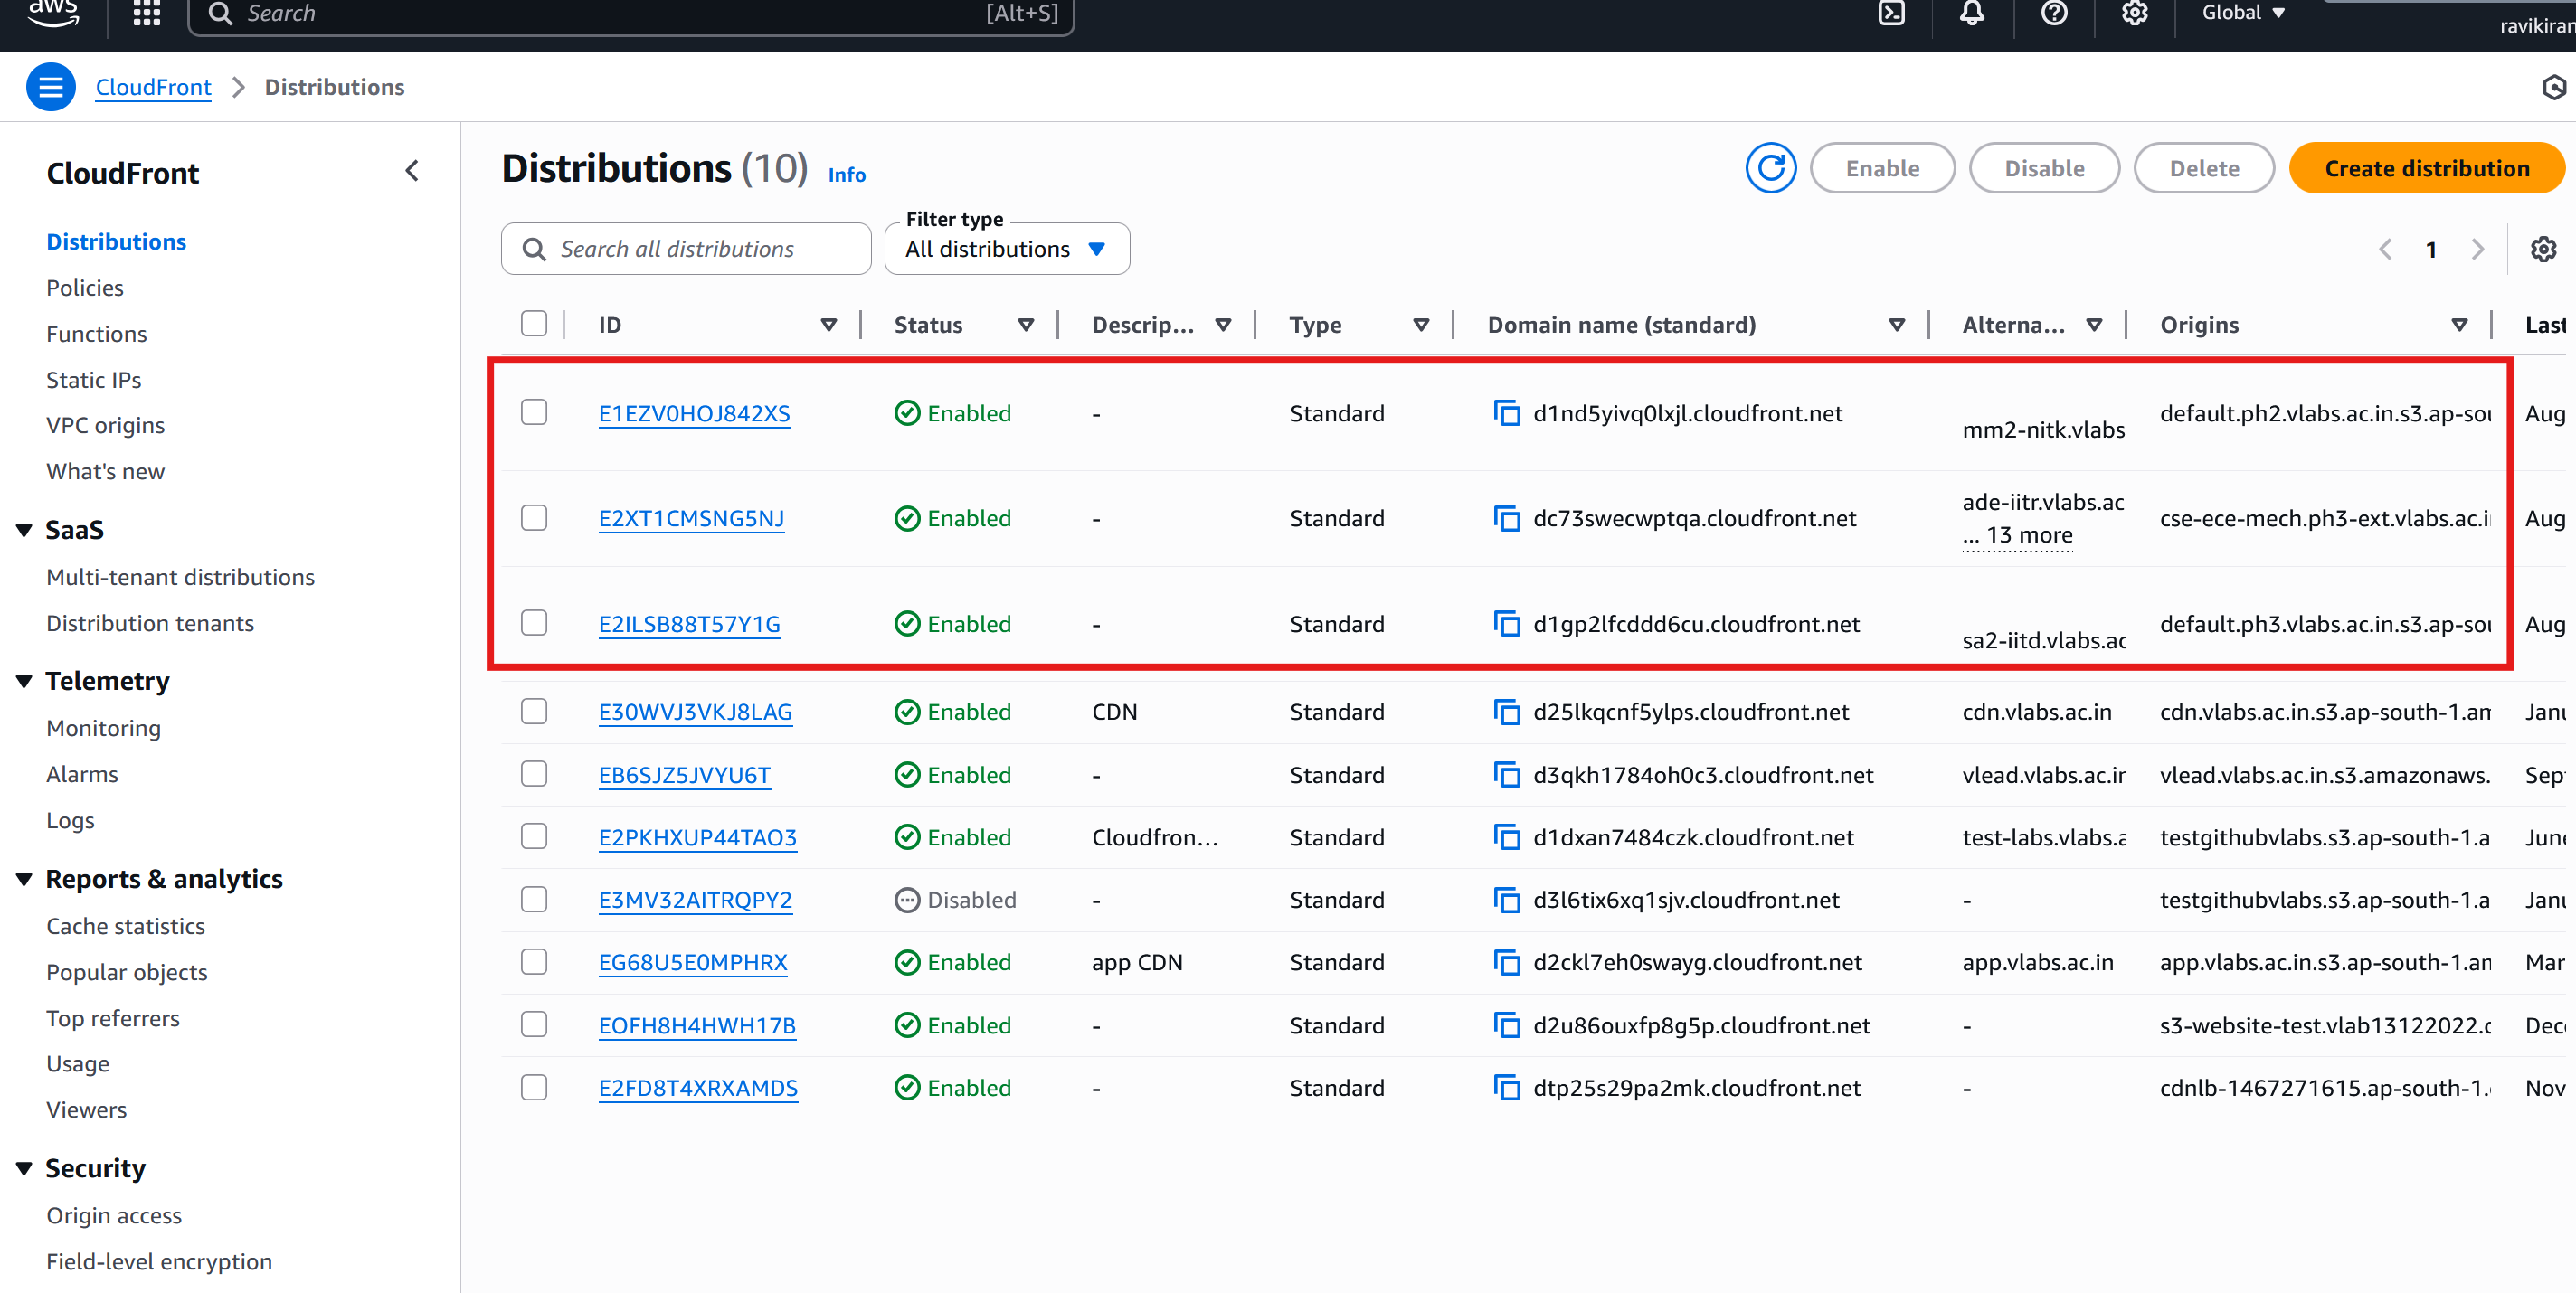 aws
Search [Alt+S] Global
ravikiran
CloudFront Distributions
CloudFront
Distributions
Policies
Functions
Static IPs
VPC origins
What's new
SaaS
Multi-tenant distributions
Distribution tenants
Telemetry
Monitoring
Alarms
Logs
Reports & analytics
Cache statistics
Popular objects
Top referrers
Usage
Viewers
Security
Origin access
Field-level encryption
Distributions (10) Info Enable Disable Delete Create distribution
Filter type
Search all distributions All distributions 1
ID Status Descrip... Type Domain name (standard) Alterna... Origins Last
E1EZV0HOJ842XS Enabled - Standard d1nd5yivq0lxjl.cloudfront.net mm2-nitk.vlabs default.ph2.vlabs.ac.in.s3.ap-sou Aug
E2XT1CMSNG5NJ Enabled - Standard dc73swecwptqa.cloudfront.net ade-iitr.vlabs.ac ... 13 more cse-ece-mech.ph3-ext.vlabs.ac.i Aug
E2ILSB88T57Y1G Enabled - Standard d1gp2lfcddd6cu.cloudfront.net sa2-iitd.vlabs.ac default.ph3.vlabs.ac.in.s3.ap-sou Aug
E30WVJ3VKJ8LAG Enabled CDN Standard d25lkqcnf5ylps.cloudfront.net cdn.vlabs.ac.in cdn.vlabs.ac.in.s3.ap-south-1.am Janu
EB6SJZ5JVYU6T Enabled - Standard d3qkh1784oh0c3.cloudfront.net vlead.vlabs.ac.in vlead.vlabs.ac.in.s3.amazonaws. Sept
E2PKHXUP44TAO3 Enabled Cloudfron... Standard d1dxan7484czk.cloudfront.net test-labs.vlabs.a testgithubvlabs.s3.ap-south-1.a June
E3MV32AITRQPY2 Disabled - Standard d3l6tix6xq1sjv.cloudfront.net - testgithubvlabs.s3.ap-south-1.a Janu
EG68U5E0MPHRX Enabled app CDN Standard d2ckl7eh0swayg.cloudfront.net app.vlabs.ac.in app.vlabs.ac.in.s3.ap-south-1.am Mar
EOFH8H4HWH17B Enabled - Standard d2u86ouxfp8g5p.cloudfront.net - s3-website-test.vlab13122022.c Dece
E2FD8T4XRXAMDS Enabled - Standard dtp25s29pa2mk.cloudfront.net - cdnlb-1467271615.ap-south-1. Nov